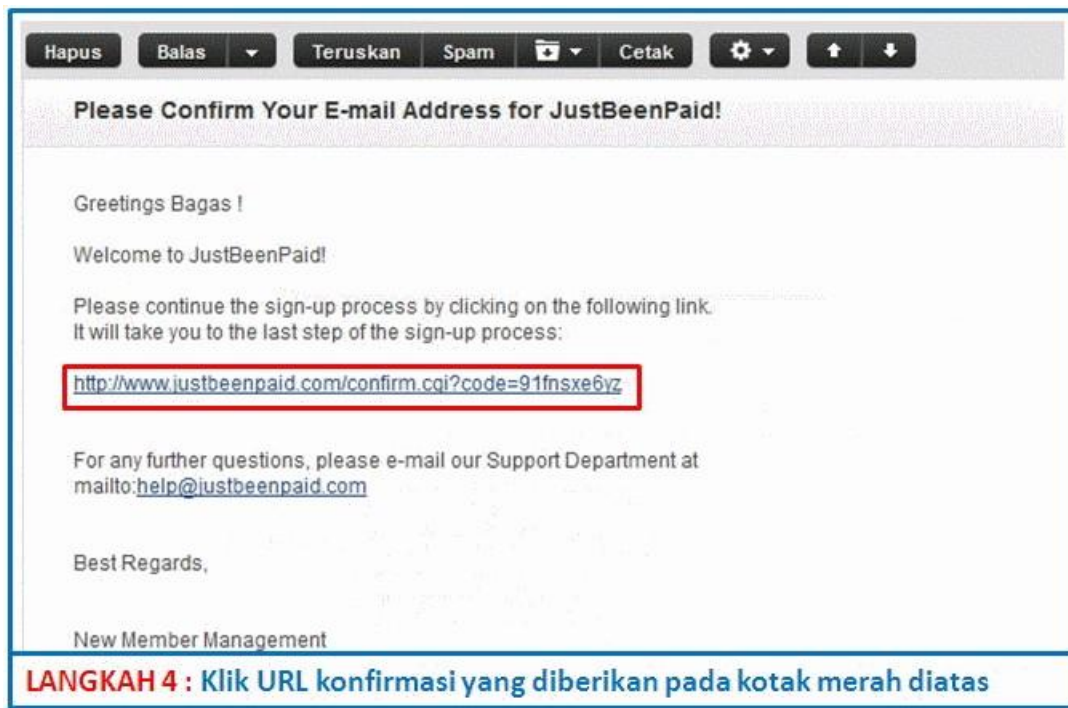 Hapus Balas Teruskan Spam Cetak
Please Confirm Your E-mail Address for JustBeenPaid!
Greetings Bagas !
Welcome to JustBeenPaid!
Please continue the sign-up process by clicking on the following link.
It will take you to the last step of the sign-up process:
http://www.justbeenpaid.com/confirm.cgi?code=91fnsxe6yz
For any further questions, please e-mail our Support Department at
mailto:help@justbeenpaid.com
Best Regards,
New Member Management
LANGKAH 4 : Klik URL konfirmasi yang diberikan pada kotak merah diatas